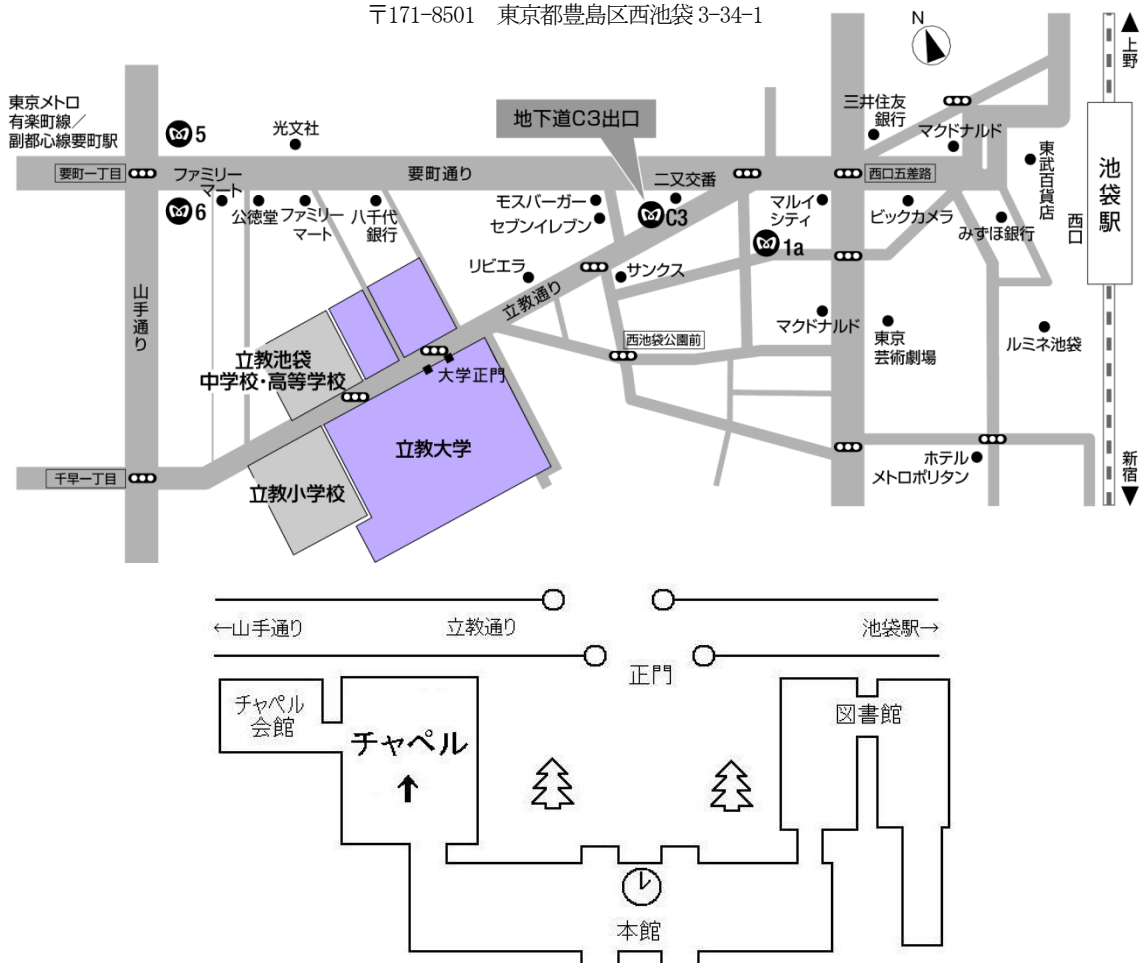 〒171-8501 東京都豊島区西池袋 3-34-1
N
上野
東京メトロ
有楽町線／
副都心線要町駅
5
光文社
地下道C3出口
三井住友
銀行
マクドナルド
東武百貨店
池袋駅
要町一丁目
ファミリー
マート
要町通り
二又交番
西口五差路
6
公徳堂
ファミリー
マート
八千代
銀行
モスバーガー
セブンイレブン
C3
マルイ
シティ
ビックカメラ
みずほ銀行
西口
1a
リビエラ
サンクス
立教通り
山手通り
マクドナルド
東京
芸術劇場
ルミネ池袋
西池袋公園前
立教池袋
中学校・高等学校
大学正門
立教大学
千早一丁目
立教小学校
ホテル
メトロポリタン
新宿
←山手通り
立教通り
池袋駅→
正門
チャペル
会館
チャペル
↑
図書館
本館